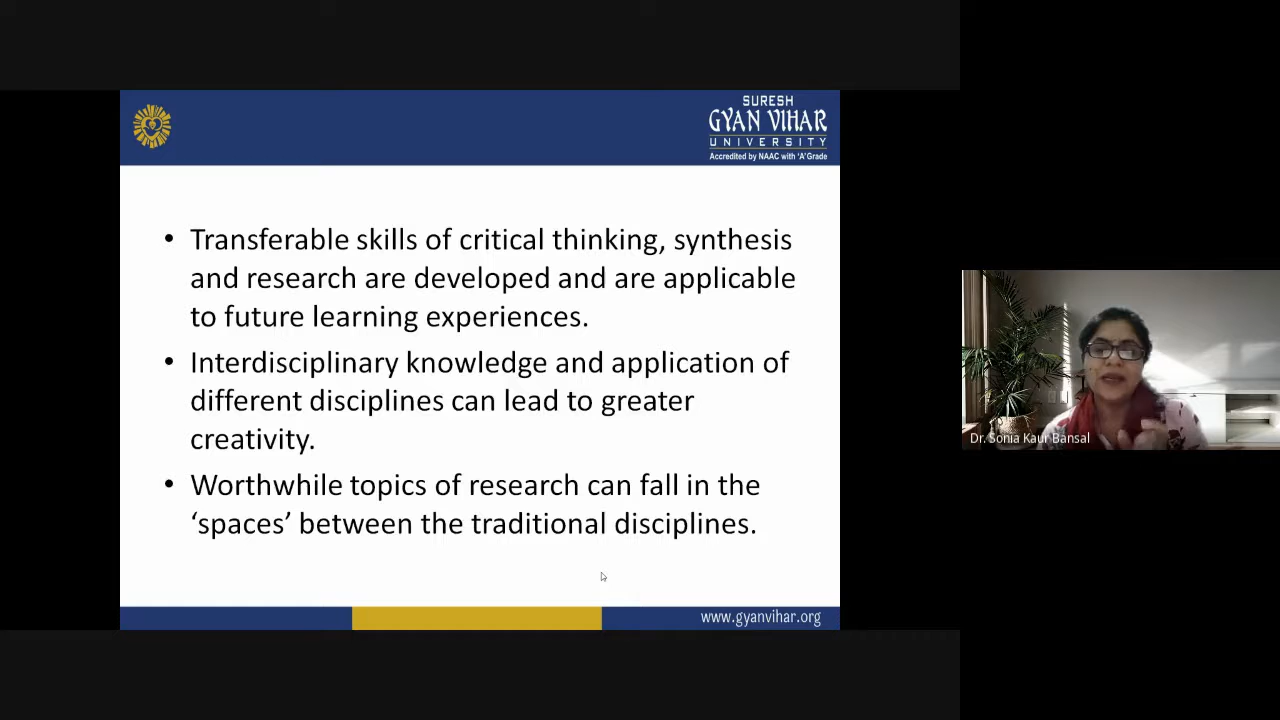 SURESH
GYAN VIHAR
UNIVERSITY
Accredited by NAAC with 'A' Grade
• Transferable skills of critical thinking, synthesis
and research are developed and are applicable
to future learning experiences.
• Interdisciplinary knowledge and application of
different disciplines can lead to greater
creativity.
• Worthwhile topics of research can fall in the
‘spaces’ between the traditional disciplines.
www.gyanvihar.org
Dr. Sonia Kaur Bansal